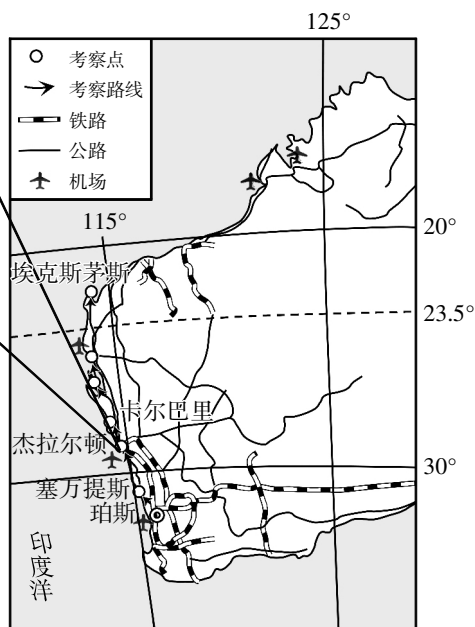 125°
考察点
考察路线
铁路
公路
机场
115°
20°
埃克斯茅斯
23.5°
卡尔巴里
杰拉尔顿
30°
塞万提斯
珀斯
印度洋